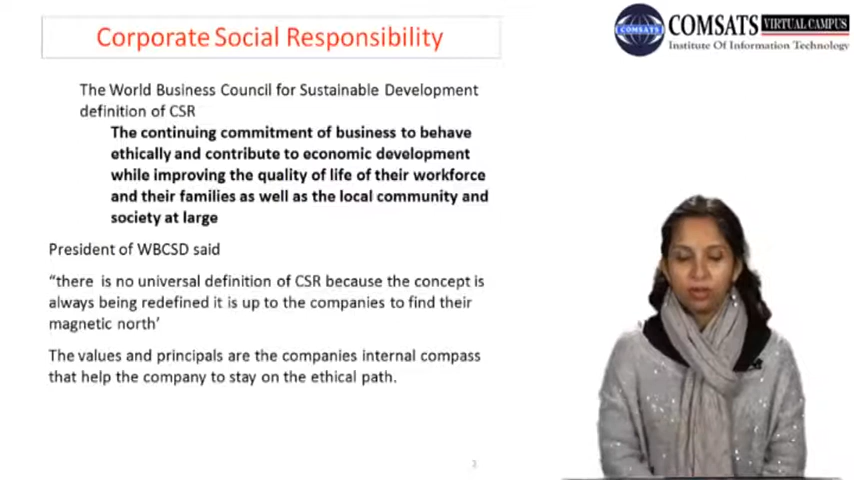 Corporate Social Responsibility
COMSATS VIRTUAL CAMPUS
COMSATS
Institute Of Information Technology
The World Business Council for Sustainable Development
definition of CSR
The continuing commitment of business to behave
ethically and contribute to economic development
while improving the quality of life of their workforce
and their families as well as the local community and
society at large
President of WBCSD said
“there is no universal definition of CSR because the concept is
always being redefined it is up to the companies to find their
magnetic north’
The values and principals are the companies internal compass
that help the company to stay on the ethical path.